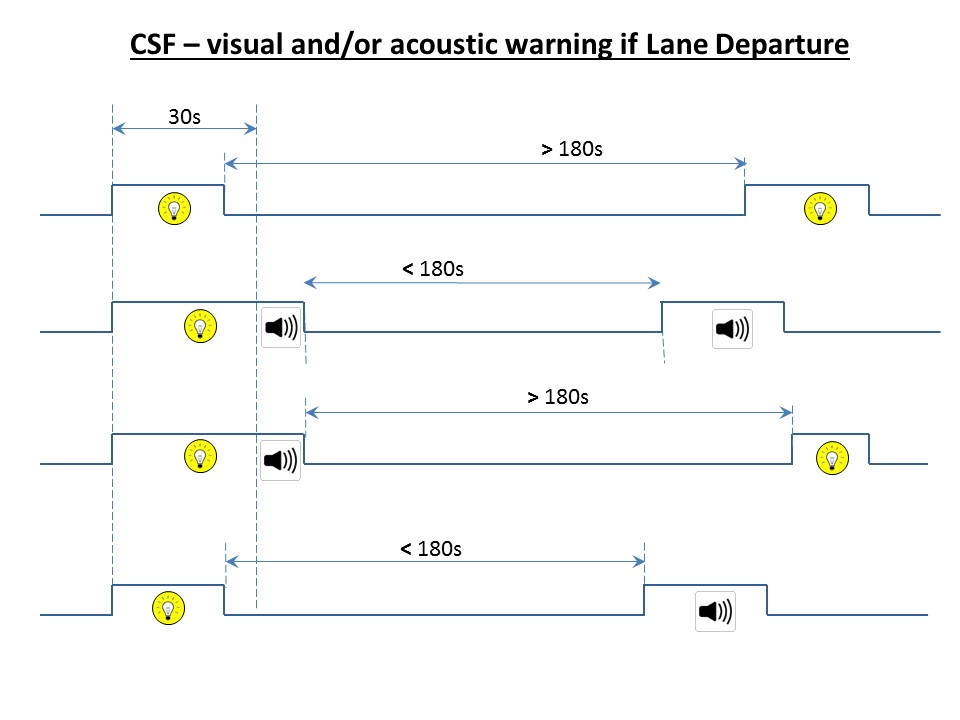 CSF – visual and/or acoustic warning if Lane Departure
30s
> 180s
< 180s
> 180s
< 180s